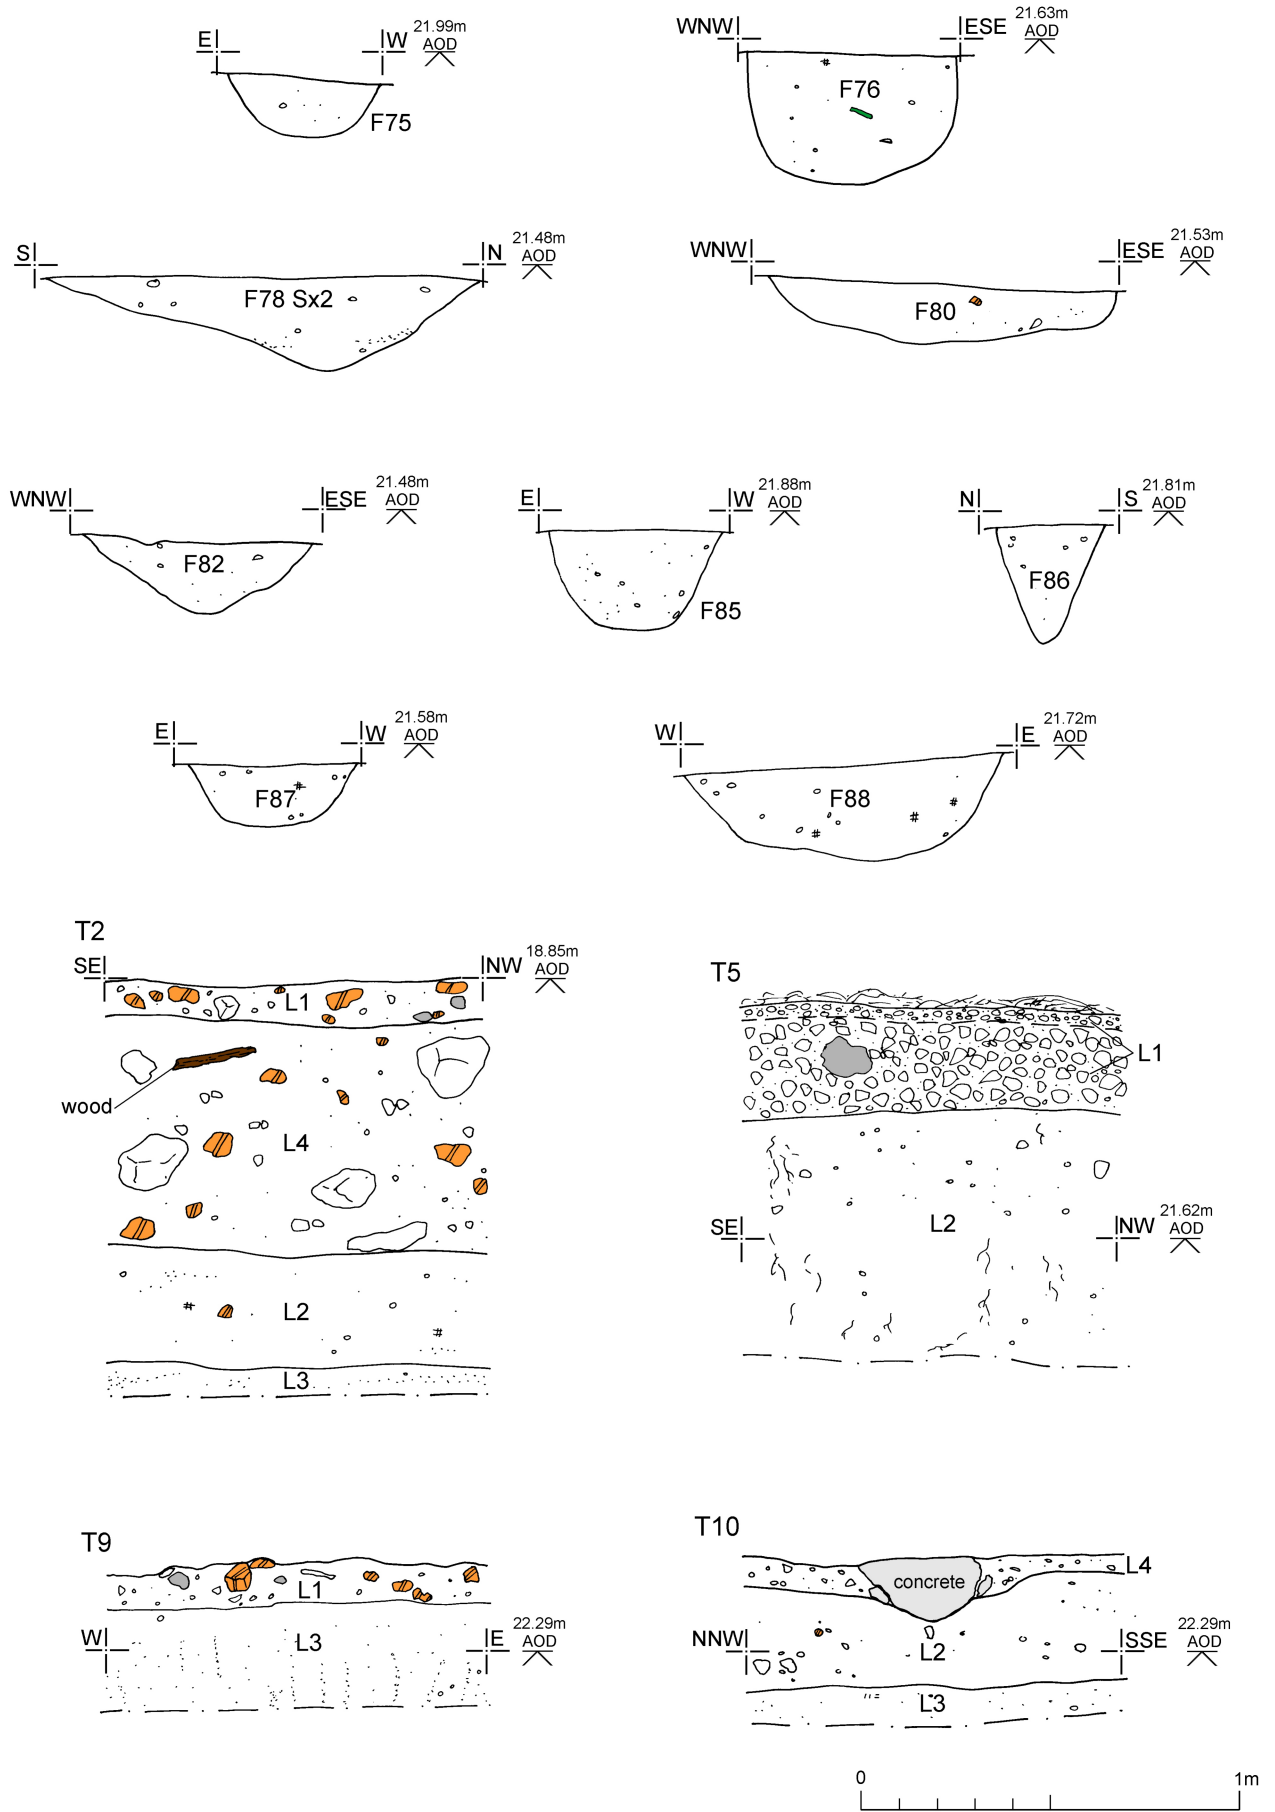 E W 21.99m
AOD
F75
WNW ESE 21.63m
AOD
F76
S N 21.48m
AOD
F78 Sx2
WNW ESE 21.53m
AOD
F80
WNW ESE 21.48m
AOD
F82
E W 21.88m
AOD
F85
N S 21.81m
AOD
F86
E W 21.58m
AOD
F87
W E 21.72m
AOD
F88
T2
SE NW 18.85m
AOD
L1
wood
L4
L2
L3
T5
L1
L2
SE NW 21.62m
AOD
T9
L1
L3
W E 22.29m
AOD
T10
L4
concrete
L2
NNW SSE 22.29m
AOD
L3
0 1m